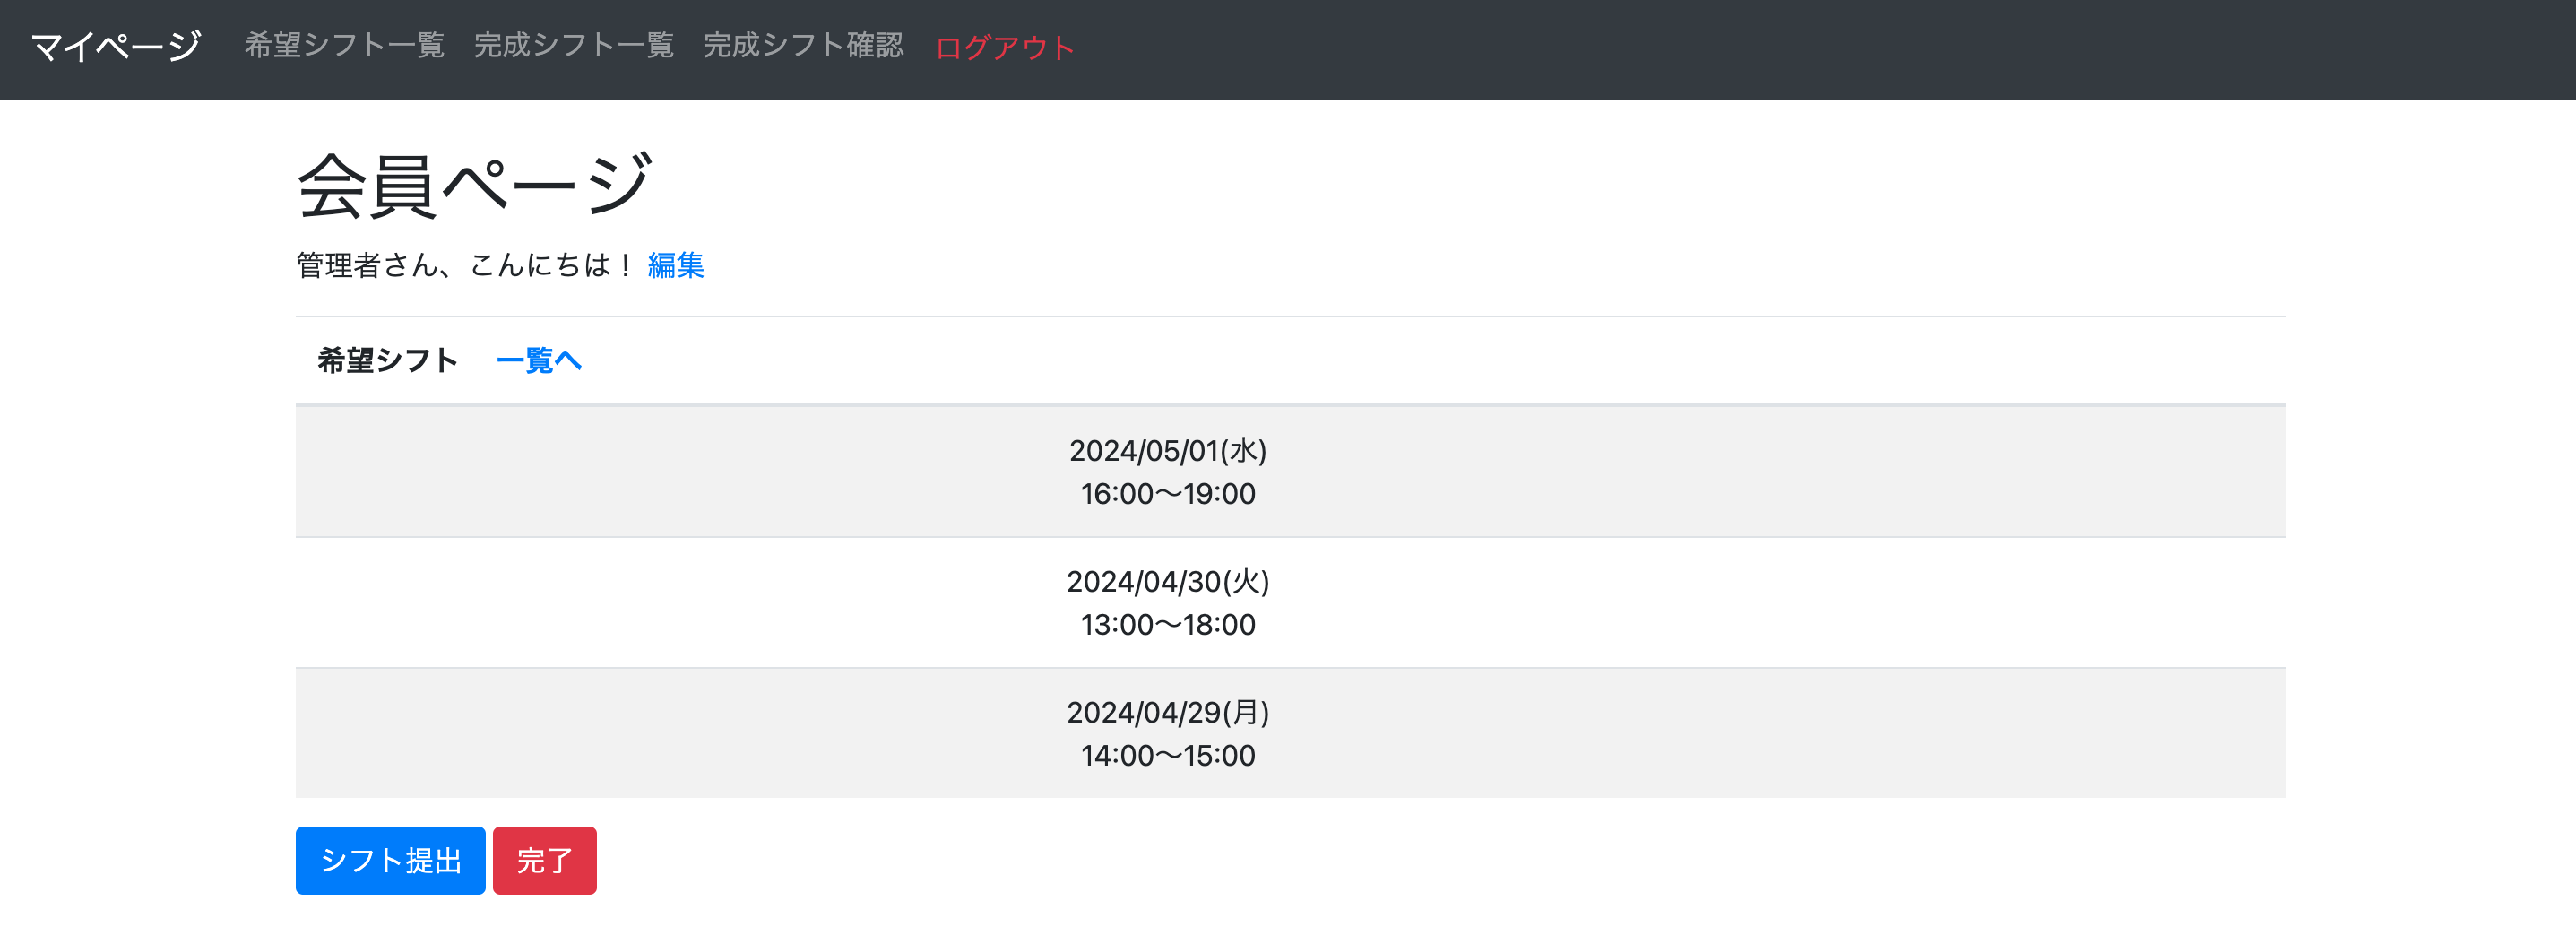 マイページ 希望シフト一覧 完成シフト一覧 完成シフト確認 ログアウト
会員ページ
管理者さん、こんにちは！ 編集
希望シフト 一覧へ
2024/05/01(水)
16:00〜19:00
2024/04/30(火)
13:00〜18:00
2024/04/29(月)
14:00〜15:00
シフト提出 完了